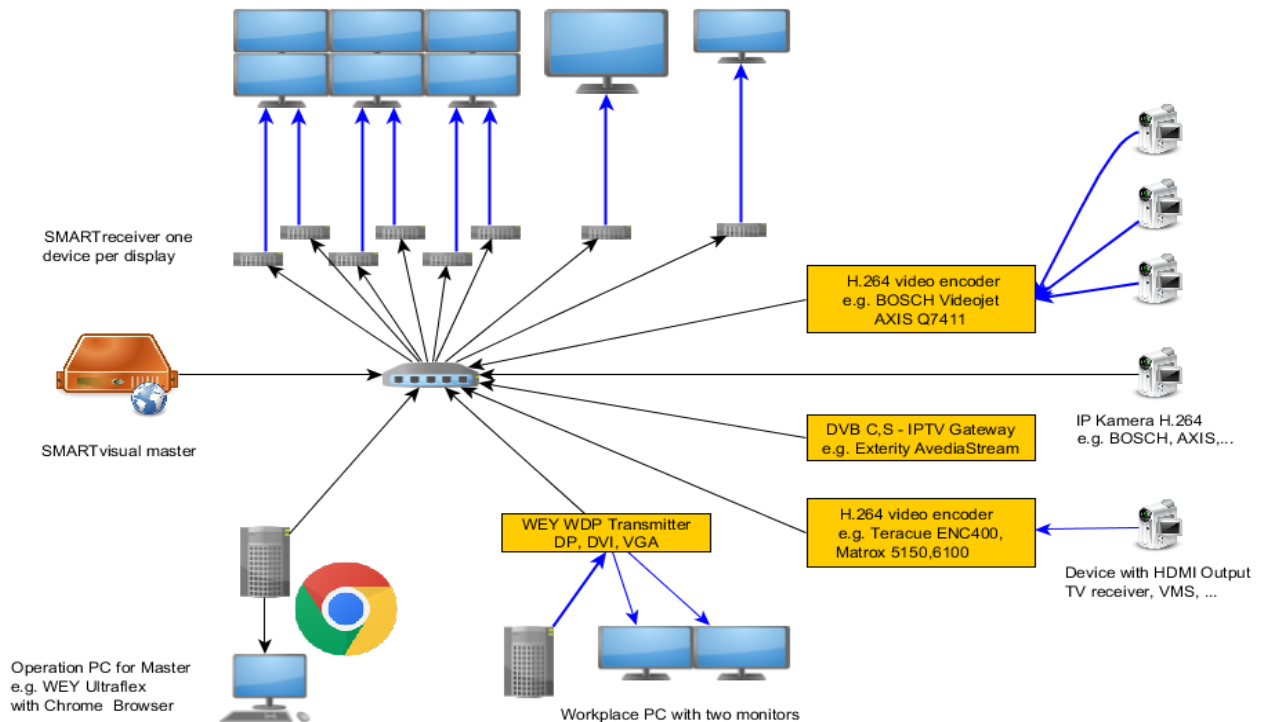 SMARTreceiver one
device per display
H.264 video encoder
e.g. BOSCH Videojet
AXIS Q7411
SMARTvisual master
IP Kamera H.264
e.g. BOSCH, AXIS,...
DVB C,S - IPTV Gateway
e.g. Exterity AvediaStream
WEY WDP Transmitter
DP, DVI, VGA
H.264 video encoder
e.g. Teracue ENC400,
Matrox 5150,6100
Device with HDMI Output
TV receiver, VMS, ...
Operation PC for Master
e.g. WEY Ultraflex
with Chrome Browser
Workplace PC with two monitors